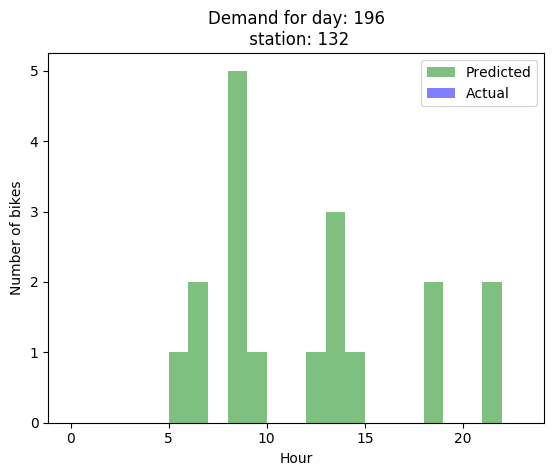 Demand for day: 196
station: 132
Predicted
Actual
Number of bikes
5
4
3
2
1
0
0
5
10
15
20
Hour